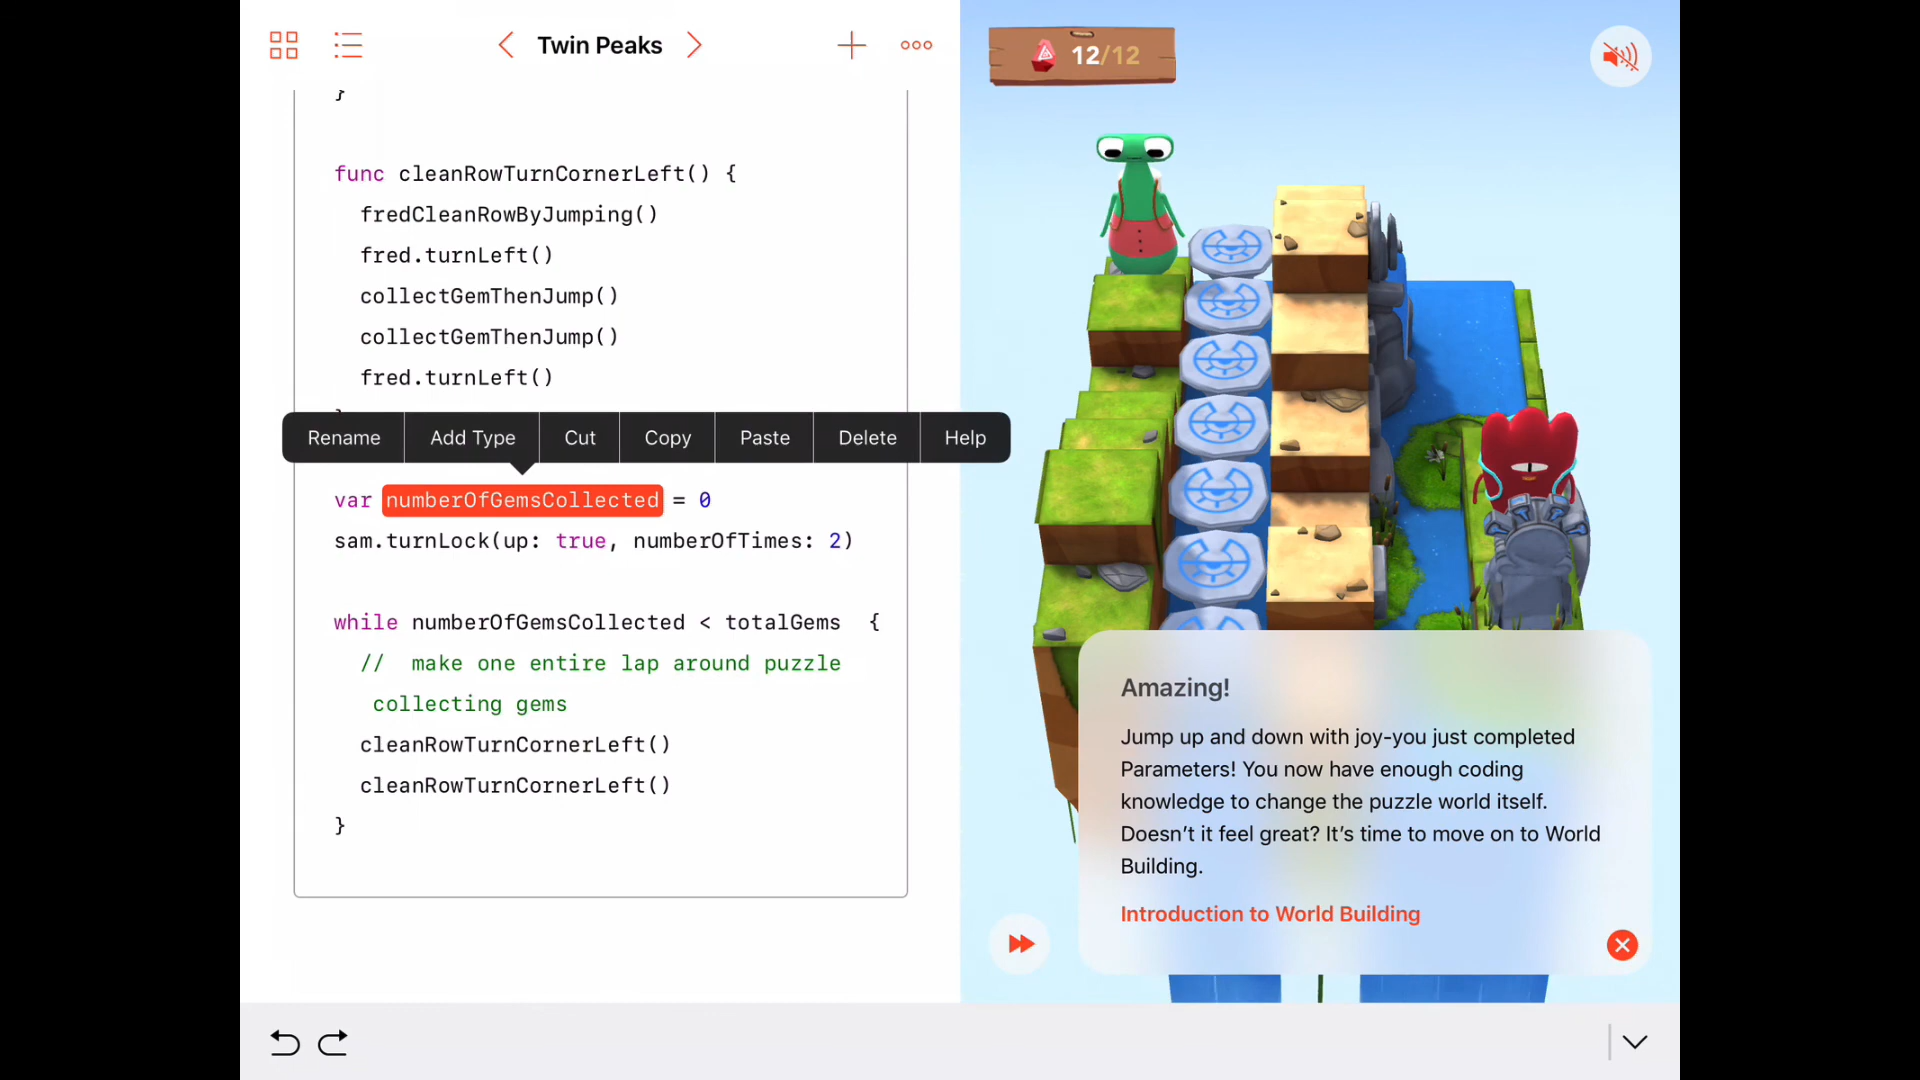 Twin Peaks
}
func cleanRowTurnCornerLeft() {
fredCleanRowByJumping()
fred.turnLeft()
collectGemThenJump()
collectGemThenJump()
fred.turnLeft()
Rename Add Type Cut Copy Paste Delete Help
var numberOfGemsCollected = 0
sam.turnLock(up: true, numberOfTimes: 2)
while numberOfGemsCollected < totalGems {
// make one entire lap around puzzle
collecting gems
cleanRowTurnCornerLeft()
cleanRowTurnCornerLeft()
}
12/12
Amazing!
Jump up and down with joy-you just completed
Parameters! You now have enough coding
knowledge to change the puzzle world itself.
Doesn't it feel great? It's time to move on to World
Building.
Introduction to World Building